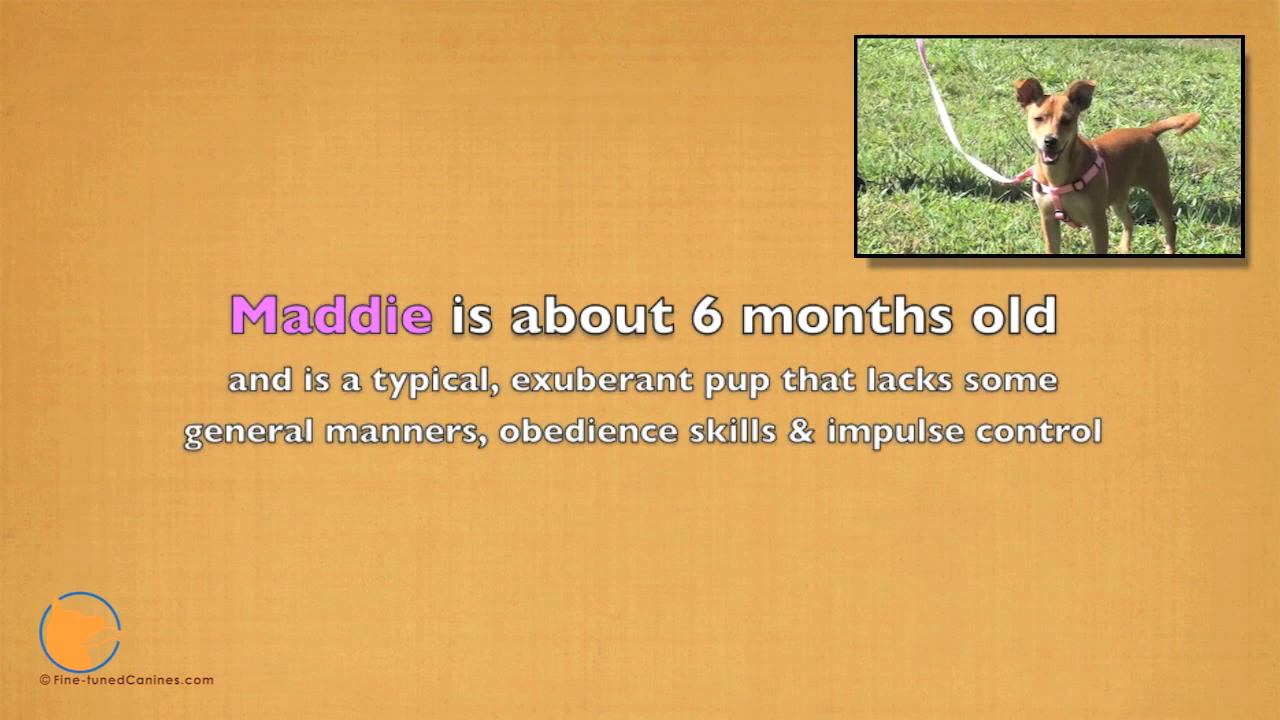 Maddie is about 6 months old
and is a typical, exuberant pup that lacks some
general manners, obedience skills & impulse control
© Fine-tunedCanines.com